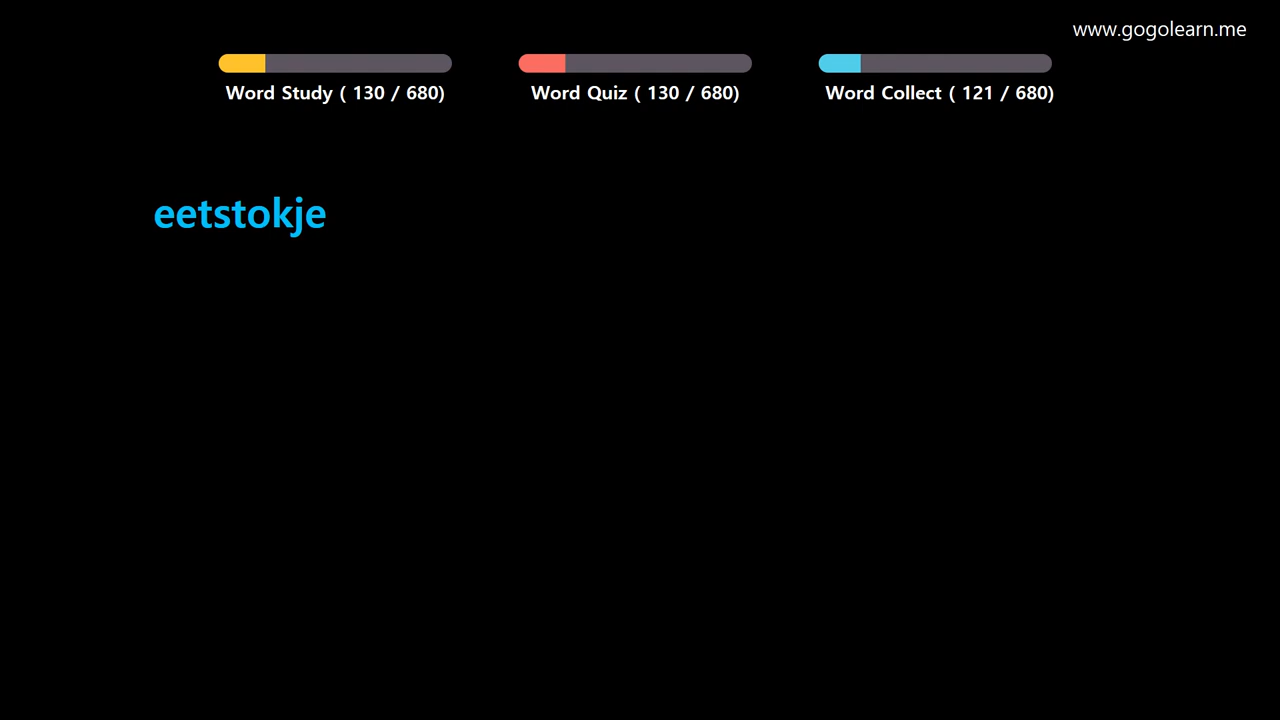 www.gogolearn.me
Word Study ( 130 / 680)
Word Quiz ( 130 / 680)
Word Collect ( 121 / 680)
eetstokje